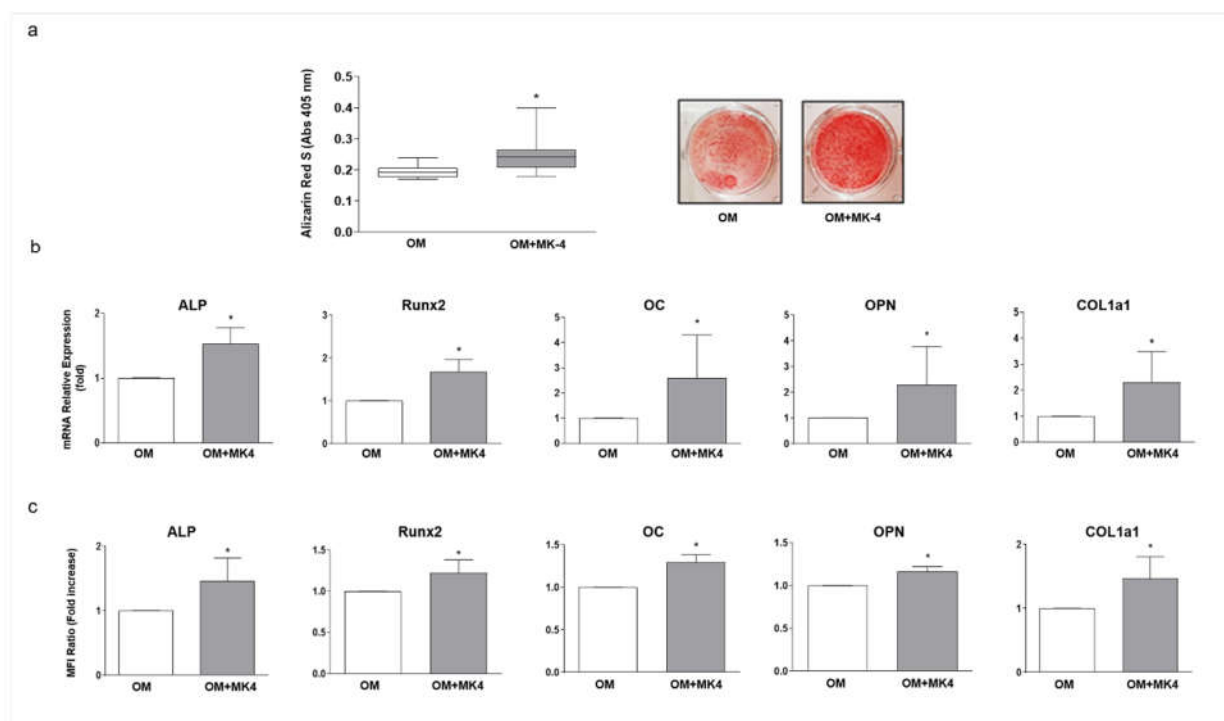 a
Alizarin Red S (Abs 405 nm)
0.5
0.4
0.3
0.2
0.1
0.0
*
OM
OM+MK-4
OM
OM+MK-4
b
mRNA Relative Expression
(fold)
ALP
2
1
0
*
OM
OM+MK4
Runx2
3
2
1
0
*
OM
OM+MK4
OC
5
4
3
2
1
0
*
OM
OM+MK4
OPN
5
4
3
2
1
0
*
OM
OM+MK4
COL1a1
5
4
3
2
1
0
*
OM
OM+MK4
c
MFI Ratio (Fold increase)
ALP
2
1
0
*
OM
OM+MK4
Runx2
1.5
1.0
0.5
0.0
*
OM
OM+MK4
OC
1.5
1.0
0.5
0.0
*
OM
OM+MK4
OPN
1.5
1.0
0.5
0.0
*
OM
OM+MK4
COL1a1
2
1
0
*
OM
OM+MK4